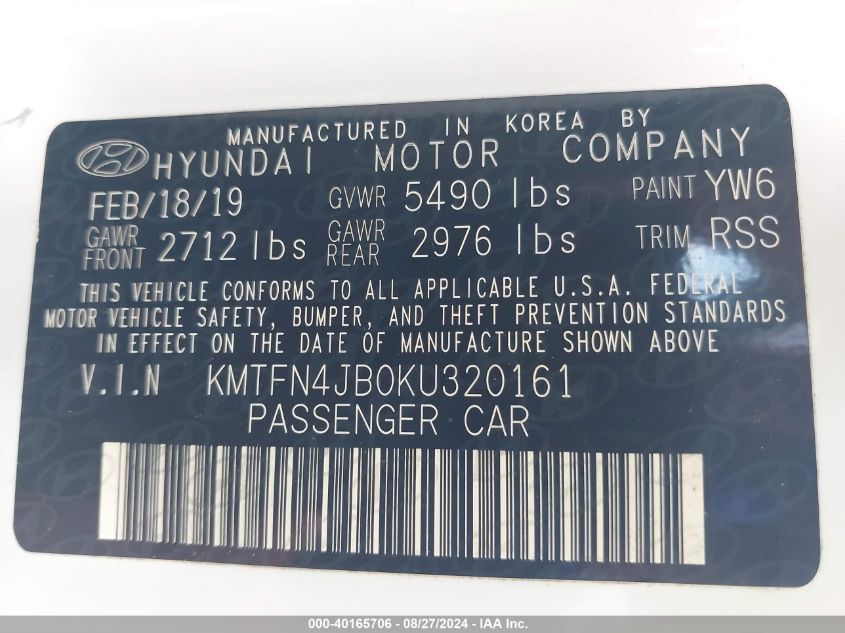 MANUFACTURED IN KOREA BY
HYUNDAI MOTOR COMPANY
FEB/18/19 GVWR 5490 lbs PAINT YW6
GAWR FRONT 2712 lbs GAWR REAR 2976 lbs TRIM RSS
THIS VEHICLE CONFORMS TO ALL APPLICABLE U.S.A. FEDERAL
MOTOR VEHICLE SAFETY, BUMPER, AND THEFT PREVENTION STANDARDS
IN EFFECT ON THE DATE OF MANUFACTURE SHOWN ABOVE
V.I.N KMTFN4JB0KU320161
PASSENGER CAR
000-40165706 - 08/27/2024 - IAA Inc.